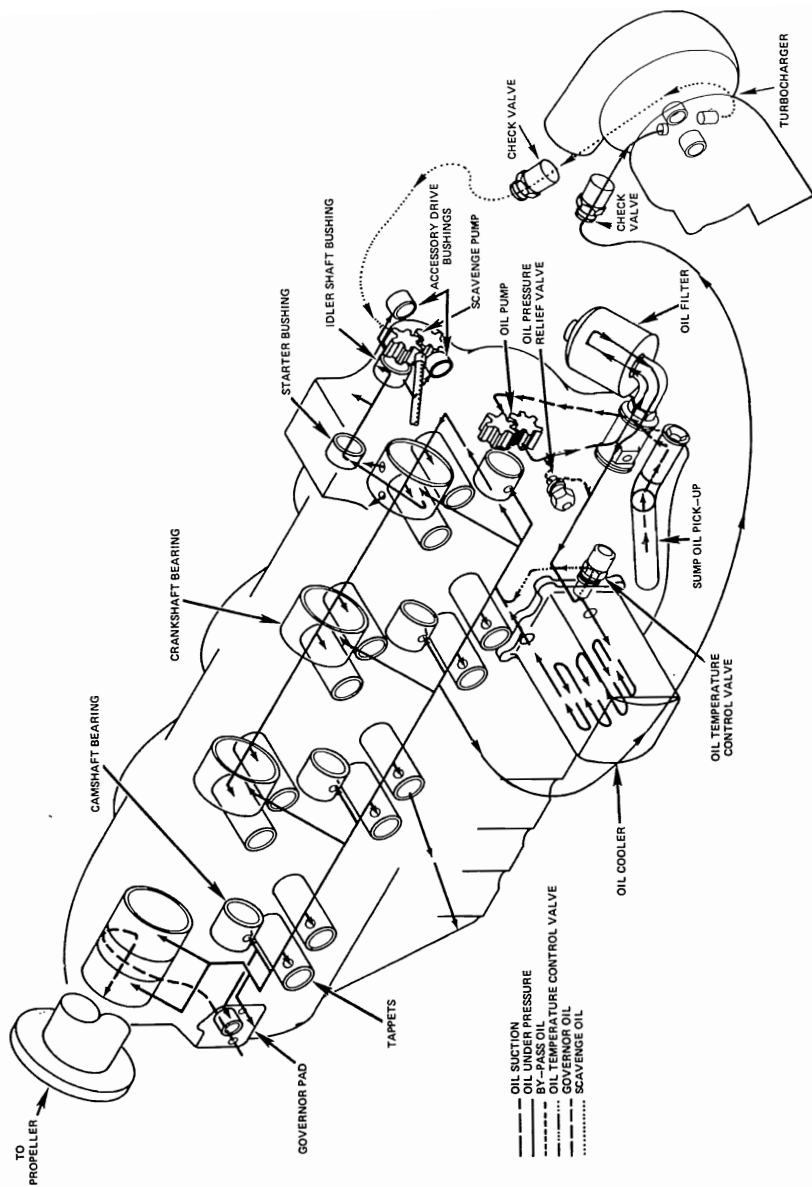 TO
PROPELLER
CAMSHAFT BEARING
CRANKSHAFT BEARING
STARTER BUSHING
IDLER SHAFT BUSHING
ACCESSORY DRIVE
BUSHINGS
SCAVENGE PUMP
CHECK VALVE
CHECK
VALVE
TURBOCHARGER
OIL PUMP
OIL PRESSURE
RELIEF VALVE
OIL FILTER
SUMP OIL PICK-UP
OIL TEMPERATURE
CONTROL VALVE
OIL COOLER
TAPPETS
GOVERNOR PAD
OIL SUCTION
OIL UNDER PRESSURE
BY-PASS OIL
OIL TEMPERATURE CONTROL VALVE
GOVERNOR OIL
SCAVENGE OIL